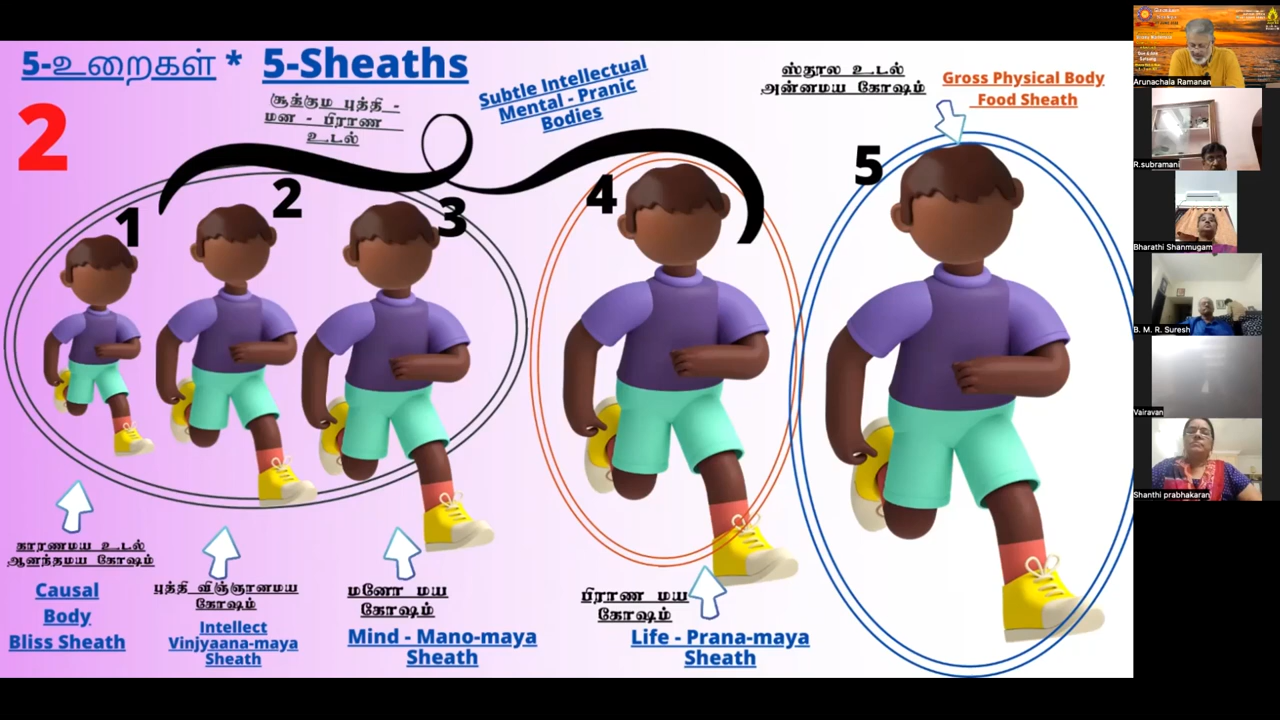 5-உறைகள் * 5-Sheaths
2
சூக்கும புத்தி -
மன - பிராண
உடல்
Subtle Intellectual
Mental - Pranic
Bodies
ஸ்தூல உடல்
அன்னமய கோஷம்
Gross Physical Body
Food Sheath
1
2
3
4
5
காரணமய உடல்
ஆனந்தமய கோஷம்
Causal
Body
Bliss Sheath
புத்தி விஞ்ஞானமய
கோஷம்
Intellect
Vinjyaana-maya
Sheath
மனோ மய
கோஷம்
Mind - Mano-maya
Sheath
பிராண மய
கோஷம்
Life - Prana-maya
Sheath
Arunachala Ramanan
R.subramani
Bharathi Shanmugam
B. M. R. Suresh
Vairavan
Shanthi prabhakaran